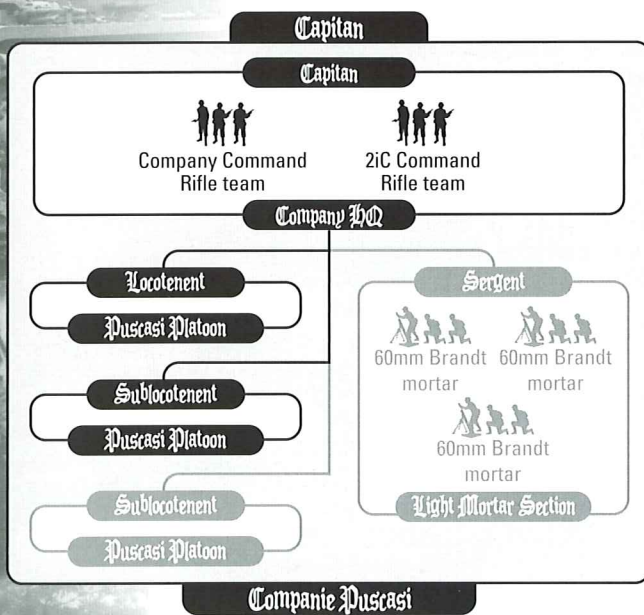 Capitan
Capitan
Company Command
Rifle team
2iC Command
Rifle team
Company HQ
Locotenent
Puscasi Platoon
Sublocotenent
Puscasi Platoon
Sublocotenent
Puscasi Platoon
Sergent
60mm Brandt
mortar
60mm Brandt
mortar
60mm Brandt
mortar
Light Mortar Section
Companie Puscasi